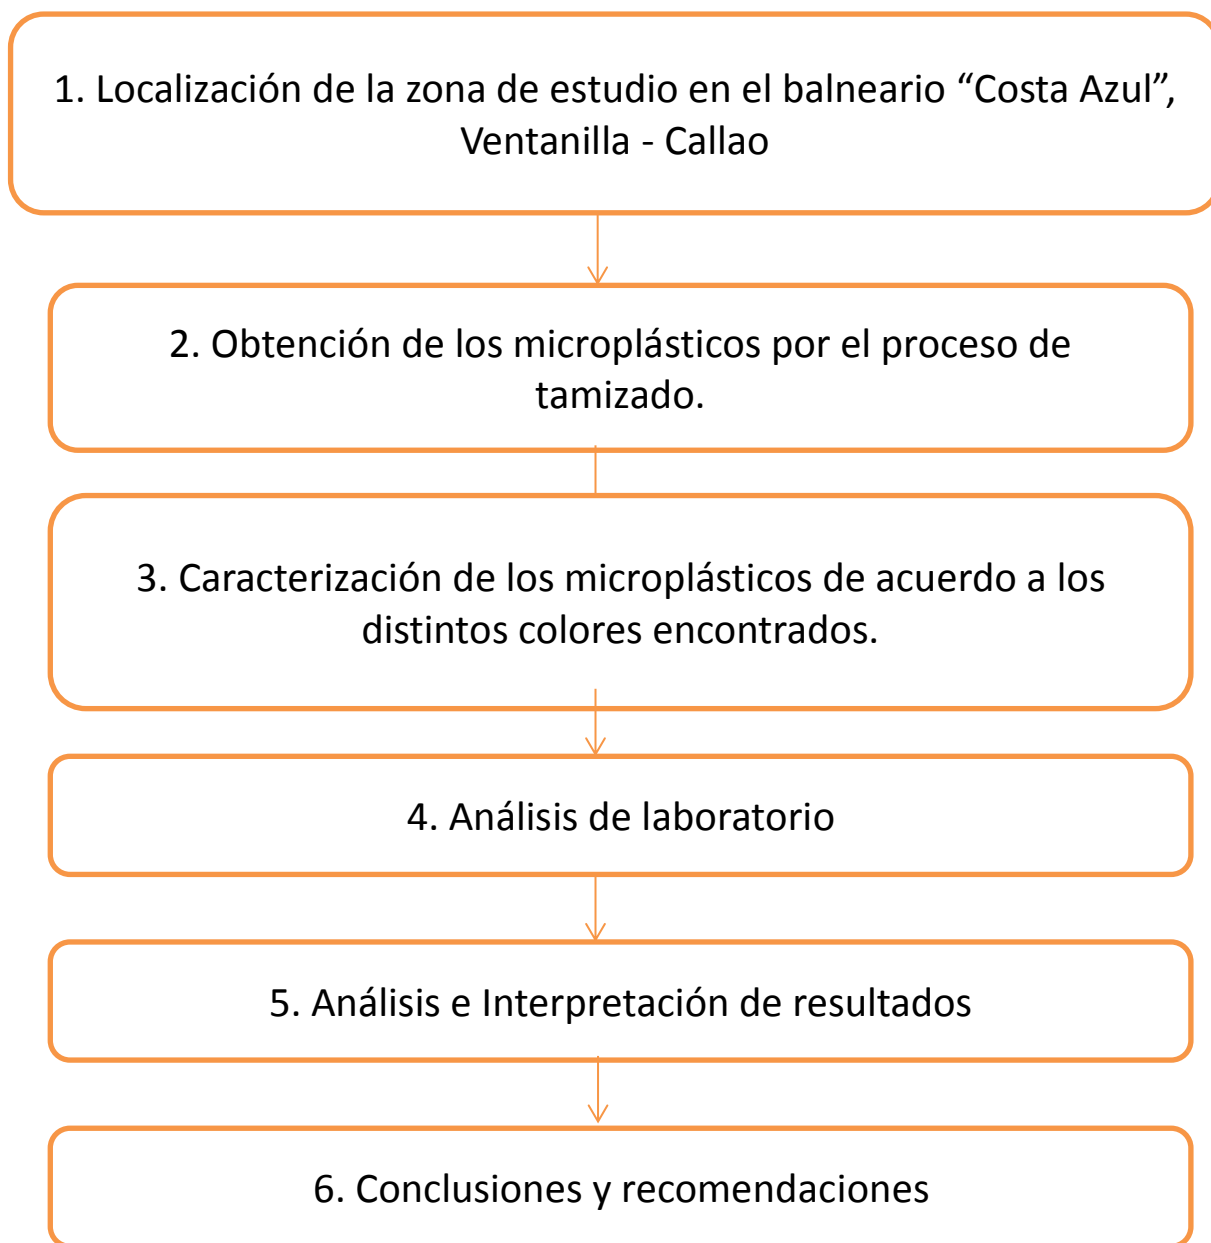 1. Localización de la zona de estudio en el balneario “Costa Azul”,
Ventanilla - Callao
2. Obtención de los microplásticos por el proceso de
tamizado.
3. Caracterización de los microplásticos de acuerdo a los
distintos colores encontrados.
4. Análisis de laboratorio
5. Análisis e Interpretación de resultados
6. Conclusiones y recomendaciones